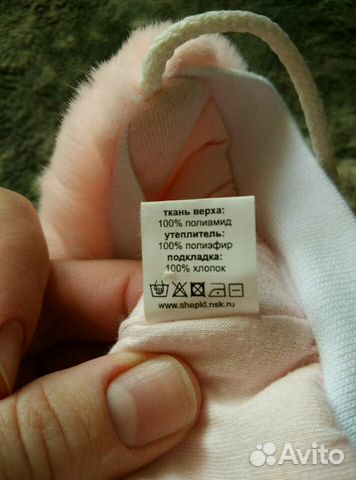 ткань верха:
100% полиамид
утеплитель:
100% полиэфир
подкладка:
100% хлопок
www.shapki.nsk.ru
Avito